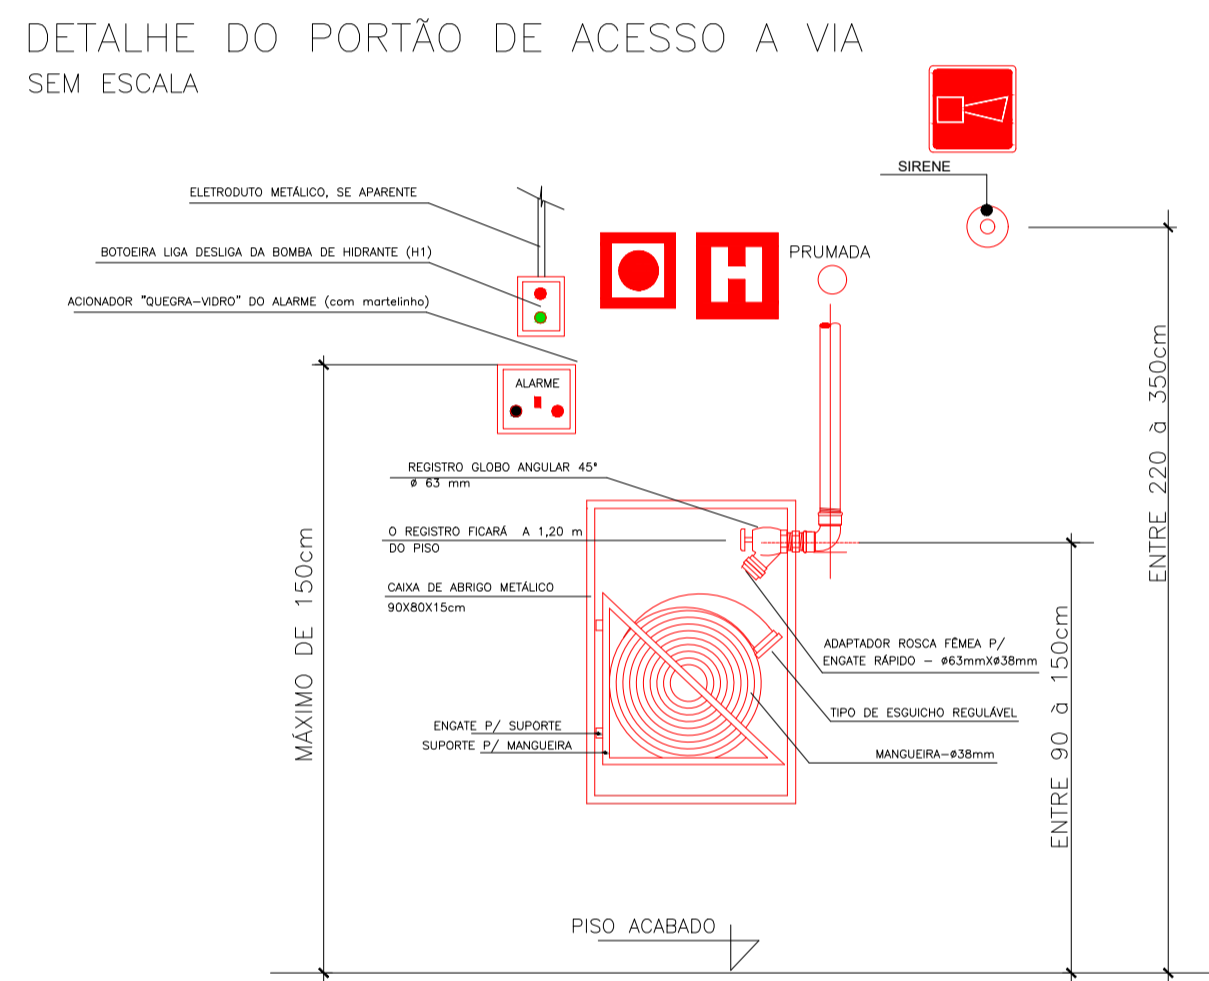 DETALHE DO PORTÃO DE ACESSO A VIA
SEM ESCALA
SIRENE
ELETRODUTO METÁLICO, SE APARENTE
BOTOEIRA LIGA DESLIGA DA BOMBA DE HIDRANTE (H1)
H
PRUMADA
ACIONADOR "QUEGRA-VIDRO" DO ALARME (com martelinho)
ALARME
ENTRE 220 à 350cm
REGISTRO GLOBO ANGULAR 45°
ø 63 mm
O REGISTRO FICARÁ A 1,20 m
DO PISO
MÁXIMO DE 150cm
CAIXA DE ABRIGO METÁLICO
90X80X15cm
ADAPTADOR ROSCA FÊMEA P/
ENGATE RÁPIDO - ø63mmXø38mm
ENTRE 90 à 150cm
TIPO DE ESGUICHO REGULÁVEL
ENGATE P/ SUPORTE
SUPORTE P/ MANGUEIRA
MANGUEIRA-ø38mm
PISO ACABADO